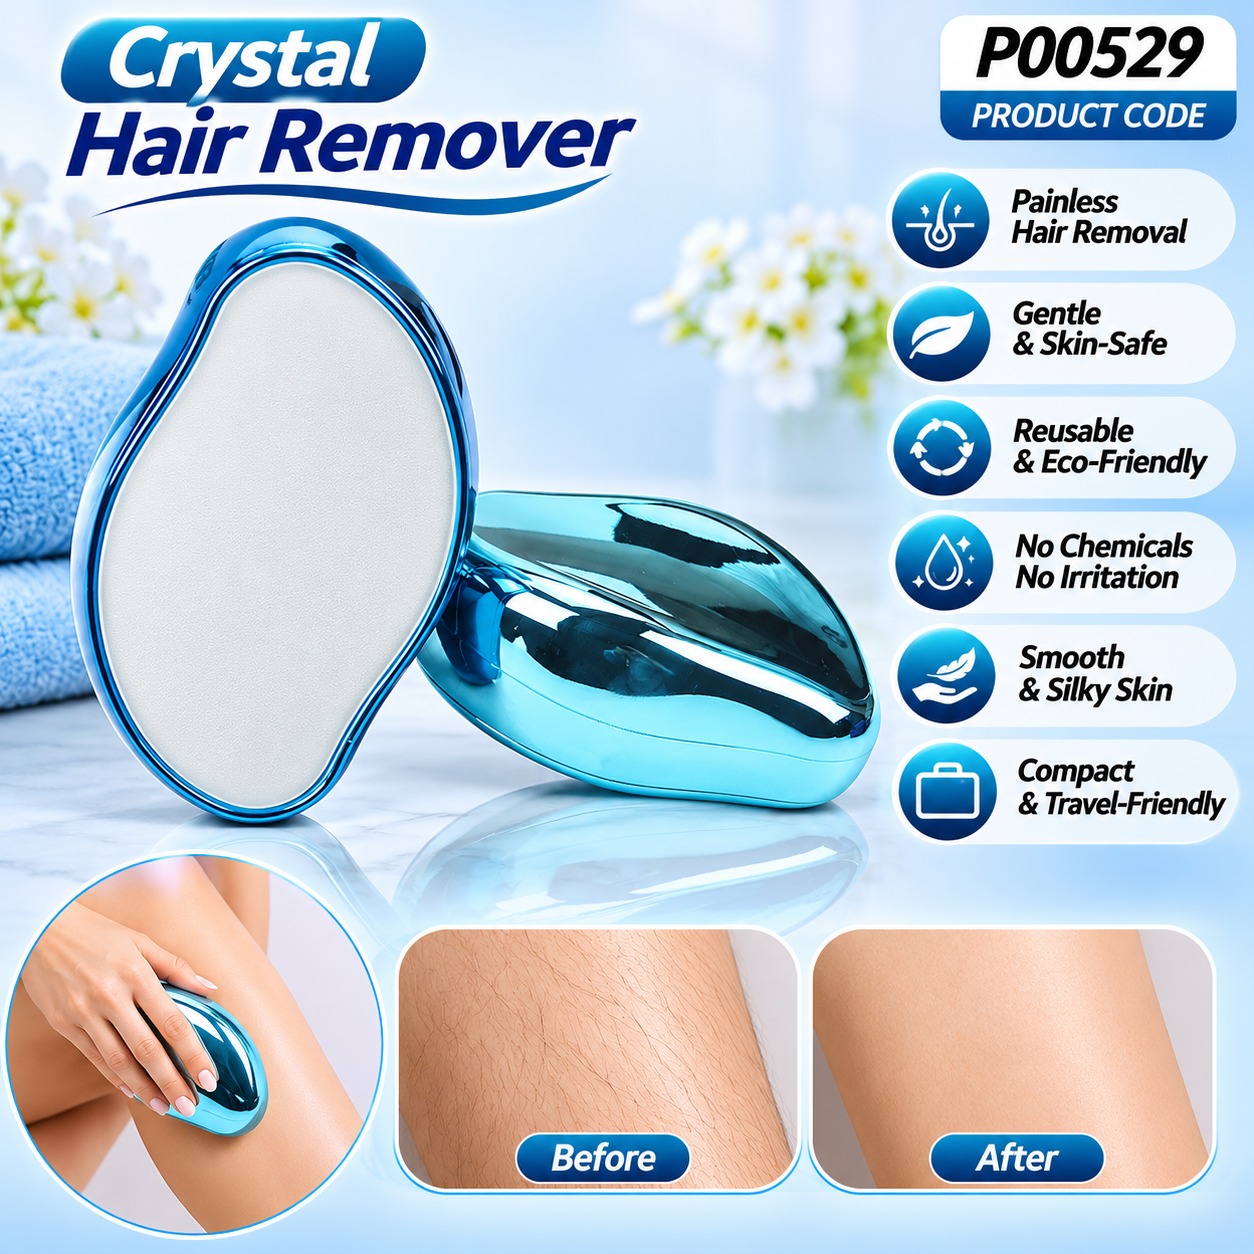 Crystal
Hair Remover
P00529
PRODUCT CODE
Painless
Hair Removal
Gentle
& Skin-Safe
Reusable
& Eco-Friendly
No Chemicals
No Irritation
Smooth
& Silky Skin
Compact
& Travel-Friendly
Before
After